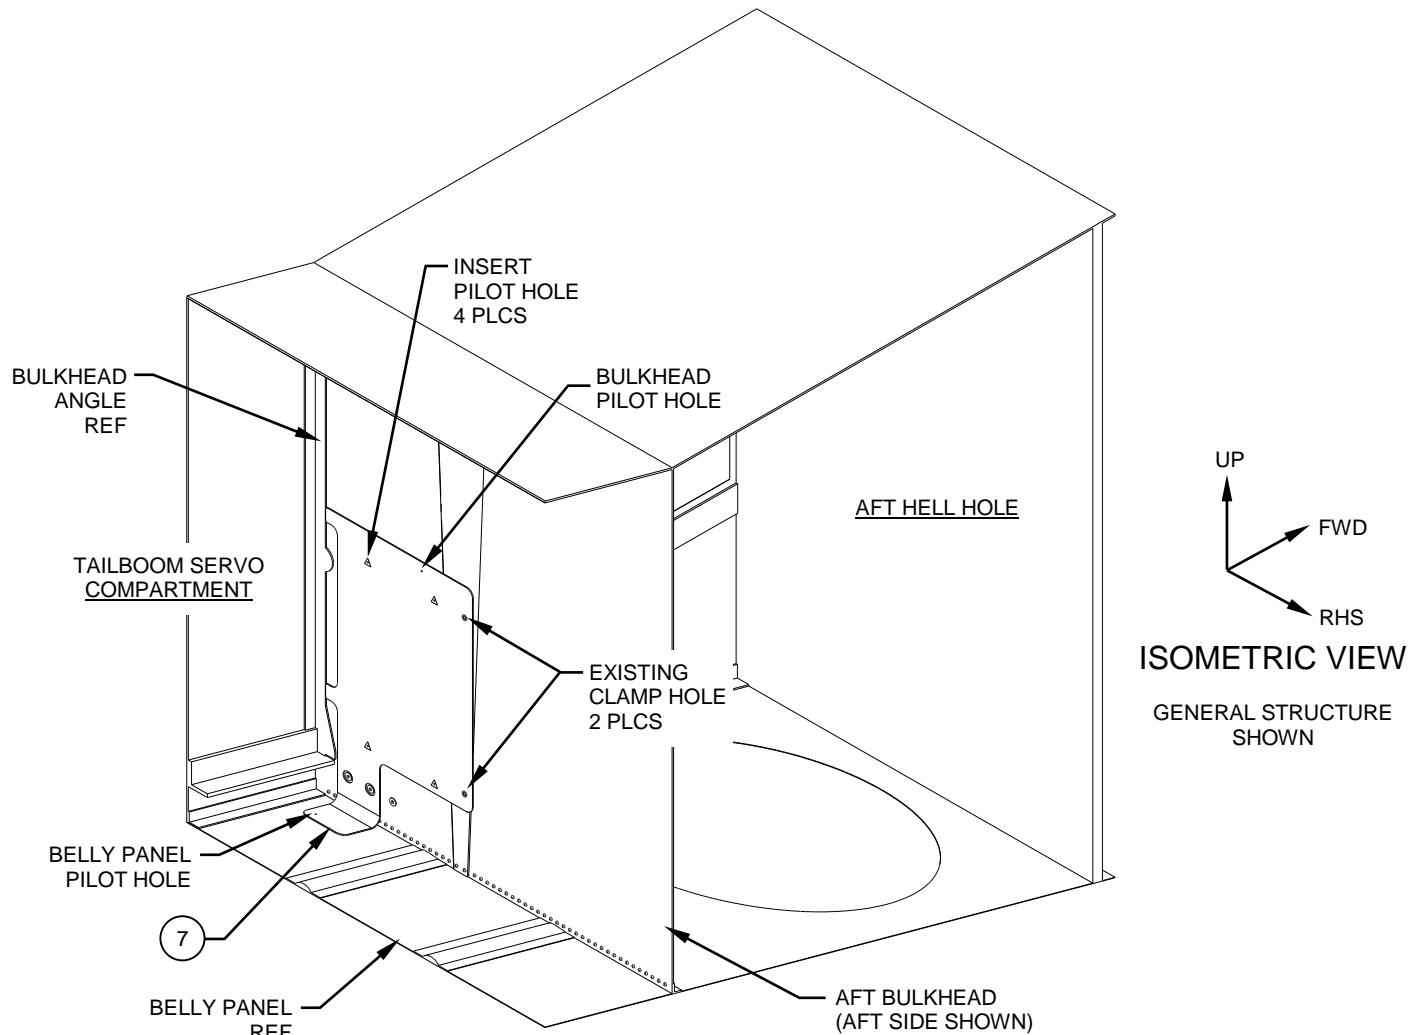 INSERT
PILOT HOLE
4 PLCS
BULKHEAD
ANGLE
REF
BULKHEAD
PILOT HOLE
UP
FWD
RHS
AFT HELL HOLE
TAILBOOM SERVO
COMPARTMENT
ISOMETRIC VIEW
GENERAL STRUCTURE
SHOWN
EXISTING
CLAMP HOLE
2 PLCS
BELLY PANEL
PILOT HOLE
7
BELLY PANEL
REF
AFT BULKHEAD
(AFT SIDE SHOWN)